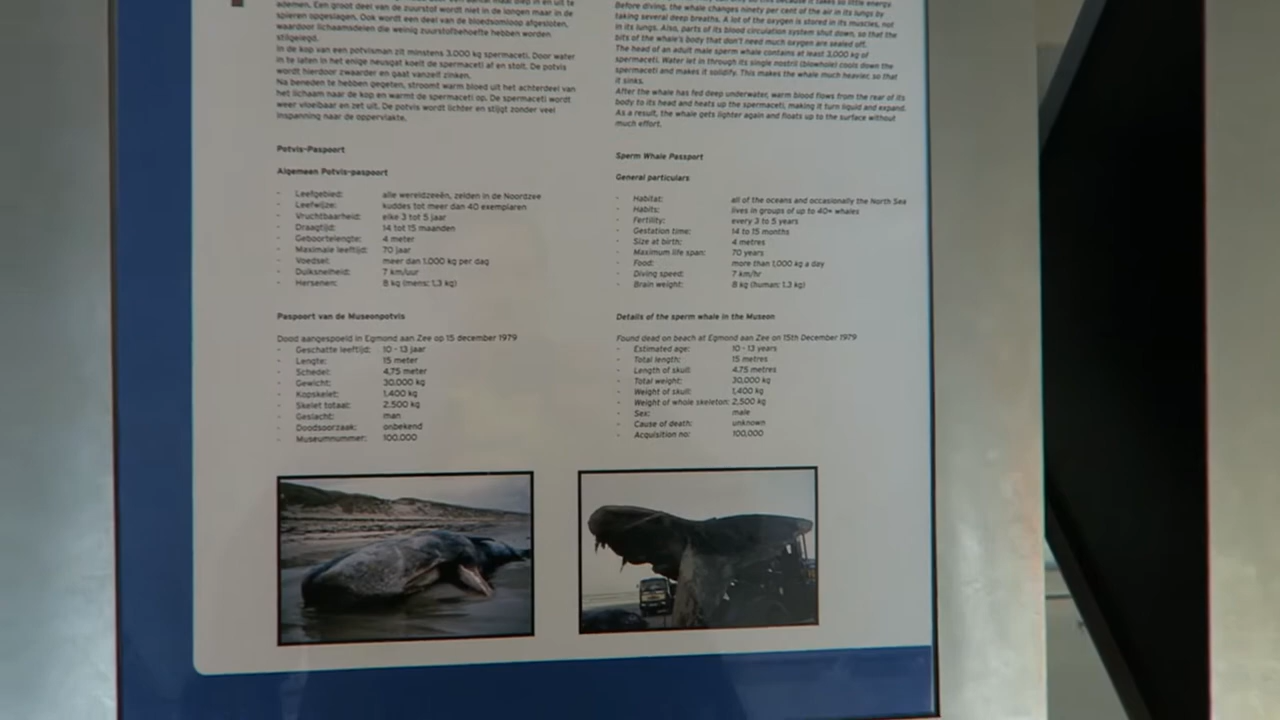 ademen. Een groot deel van de zuurstof wordt niet in de longen maar in de
spieren opgeslagen. Ook wordt een deel van de bloedsomloop afgesloten,
waardoor lichaamsdelen die weinig zuurstofbehoefte hebben worden
stilgelegd.
In de kop van een potvisman zit minstens 3.000 kg spermaceti. Door water
in te laten in het enige neusgat koelt de spermaceti af en stolt. De potvis
wordt hierdoor zwaarder en gaat vanzelf zinken.
Na beneden te hebben gegeten, stroomt warm bloed uit het achterdeel van
het lichaam naar de kop en warmt de spermaceti op. De spermaceti wordt
weer vloeibaar en zet uit. De potvis wordt lichter en stijgt zonder veel
inspanning naar de oppervlakte.
Potvis-Paspoort
Algemeen Potvis-paspoort
- Leefgebied: alle wereldzeeën, zelden in de Noordzee
- Leefwijze: kuddes tot meer dan 40 exemplaren
- Vruchtbaarheid: elke 3 tot 5 jaar
- Draagtijd: 14 tot 15 maanden
- Geboortelengte: 4 meter
- Maximale leeftijd: 70 jaar
- Voedsel: meer dan 1.000 kg per dag
- Duiksnelheid: 7 km/uur
- Hersenen: 8 kg (mens: 1,3 kg)
Paspoort van de Museonpotvis
Dood aangespoeld in Egmond aan Zee op 15 december 1979
- Geschatte leeftijd: 10 - 13 jaar
- Lengte: 15 meter
- Schedel: 4,75 meter
- Gewicht: 30.000 kg
- Kopskelet: 1.400 kg
- Skelet totaal: 2.500 kg
- Geslacht: man
- Doodsoorzaak: onbekend
- Museumnummer: 100.000
Before diving, the whale changes ninety per cent of the air in its lungs by
taking several deep breaths. A lot of the oxygen is stored in its muscles, not
in its lungs. Also, parts of its blood circulation system shut down, so that the
bits of the whale's body that don't need much oxygen are sealed off.
The head of an adult male sperm whale contains at least 3,000 kg of
spermaceti. Water let in through its single nostril (blowhole) cools down the
spermaceti and makes it solidify. This makes the whale much heavier, so that
it sinks.
After the whale has fed deep underwater, warm blood flows from the rear of its
body to its head and heats up the spermaceti, making it turn liquid and expand.
As a result, the whale gets lighter again and floats up to the surface without
much effort.
Sperm Whale Passport
General particulars
- Habitat: all of the oceans and occasionally the North Sea
- Habits: lives in groups of up to 40+ whales
- Fertility: every 3 to 5 years
- Gestation time: 14 to 15 months
- Size at birth: 4 metres
- Maximum life span: 70 years
- Food: more than 1,000 kg a day
- Diving speed: 7 km/hr
- Brain weight: 8 kg (human: 1.3 kg)
Details of the sperm whale in the Museon
Found dead on beach at Egmond aan Zee on 15th December 1979
- Estimated age: 10 - 13 years
- Total length: 15 metres
- Length of skull: 4.75 metres
- Total weight: 30,000 kg
- Weight of skull: 1,400 kg
- Weight of whole skeleton: 2,500 kg
- Sex: male
- Cause of death: unknown
- Acquisition no: 100,000